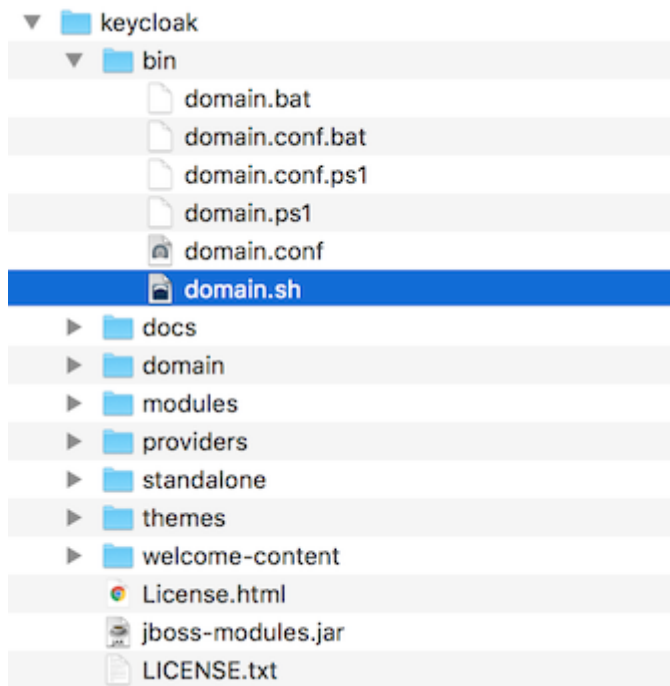 keycloak
bin
domain.bat
domain.conf.bat
domain.conf.ps1
domain.ps1
domain.conf
domain.sh
docs
domain
modules
providers
standalone
themes
welcome-content
License.html
jboss-modules.jar
LICENSE.txt